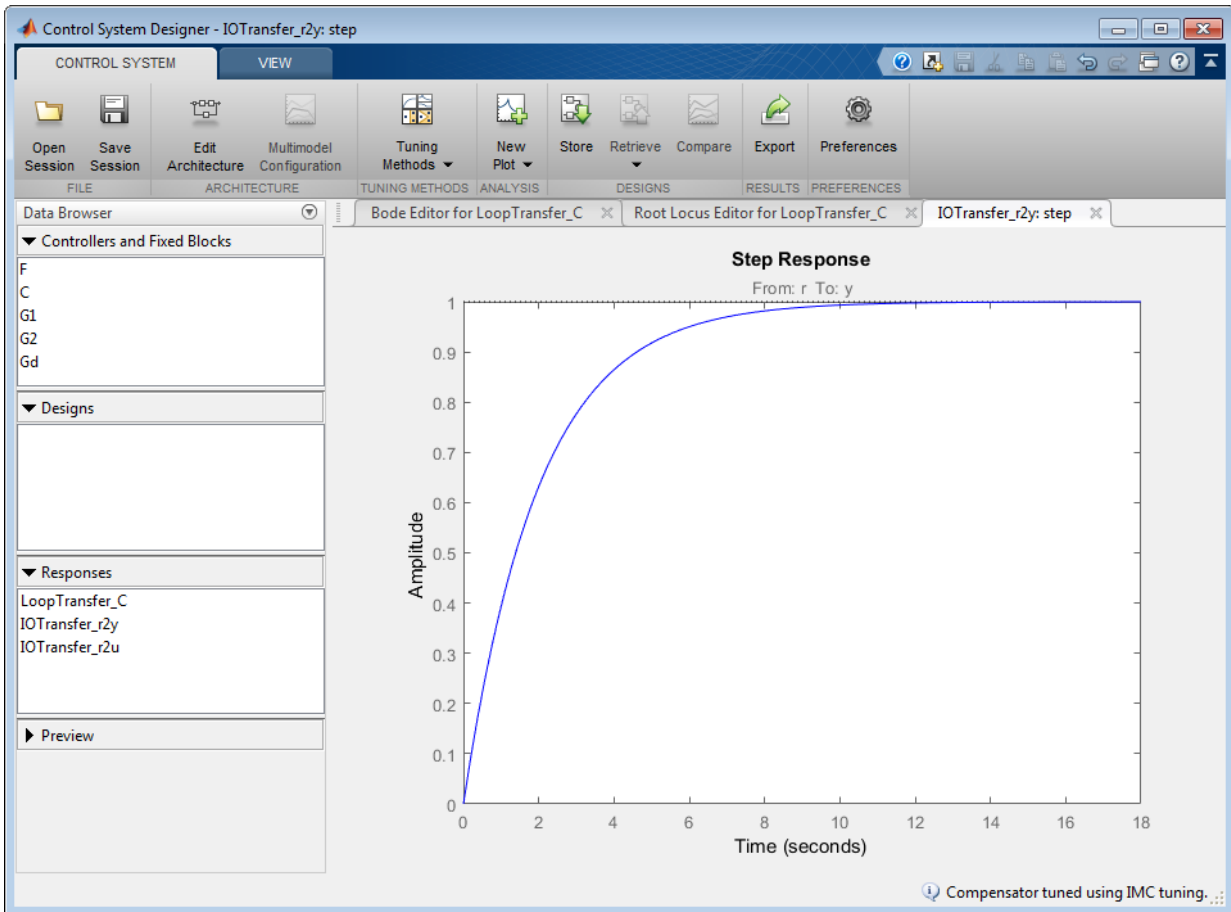 Control System Designer - IOTransfer_r2y: step
CONTROL SYSTEM
VIEW
Open Session
Save Session
Edit Architecture
Multimodel Configuration
Tuning Methods
New Plot
Store
Retrieve
Compare
Export
Preferences
FILE
ARCHITECTURE
TUNING METHODS
ANALYSIS
DESIGNS
RESULTS
PREFERENCES
Data Browser
Controllers and Fixed Blocks
F
C
G1
G2
Gd
Designs
Responses
LoopTransfer_C
IOTransfer_r2y
IOTransfer_r2u
Preview
Bode Editor for LoopTransfer_C
Root Locus Editor for LoopTransfer_C
IOTransfer_r2y: step
Step Response
From: r To: y
1
0.9
0.8
0.7
0.6
0.5
0.4
0.3
0.2
0.1
0
Amplitude
0 2 4 6 8 10 12 14 16 18
Time (seconds)
Compensator tuned using IMC tuning.